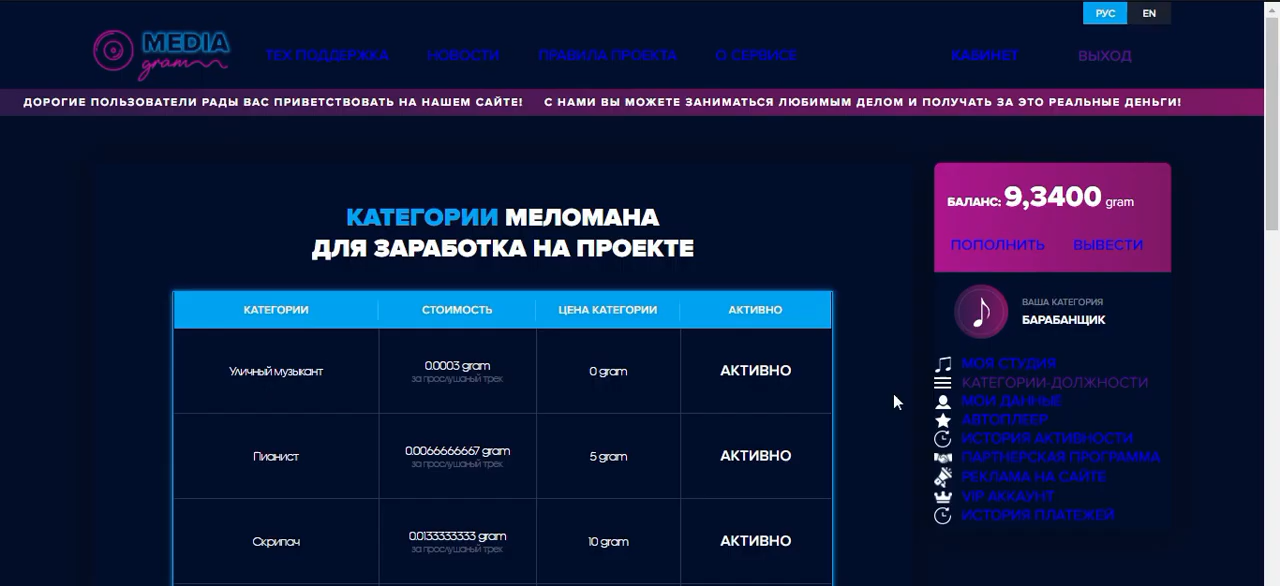 РУС EN
MEDIA
gram
ТЕХ ПОДДЕРЖКА НОВОСТИ ПРАВИЛА ПРОЕКТА О СЕРВИСЕ КАБИНЕТ ВЫХОД
ДОРОГИЕ ПОЛЬЗОВАТЕЛИ РАДЫ ВАС ПРИВЕТСТВОВАТЬ НА НАШЕМ САЙТЕ! С НАМИ ВЫ МОЖЕТЕ ЗАНИМАТЬСЯ ЛЮБИМЫМ ДЕЛОМ И ПОЛУЧАТЬ ЗА ЭТО РЕАЛЬНЫЕ ДЕНЬГИ!
КАТЕГОРИИ МЕЛОМАНА
ДЛЯ ЗАРАБОТКА НА ПРОЕКТЕ
КАТЕГОРИИ СТОИМОСТЬ ЦЕНА КАТЕГОРИИ АКТИВНО
Уличный музыкант 0.0003 gram 0 gram АКТИВНО
за прослушаный трек
Пианист 0.0066666667 gram 5 gram АКТИВНО
за прослушаный трек
Скрипач 0.0133333333 gram 10 gram АКТИВНО
за прослушаный трек
БАЛАНС: 9,3400 gram
ПОПОЛНИТЬ ВЫВЕСТИ
ВАША КАТЕГОРИЯ
БАРАБАНЩИК
МОЯ СТУДИЯ
КАТЕГОРИИ-ДОЛЖНОСТИ
МОИ ДАННЫЕ
АВТОПЛЕЕР
ИСТОРИЯ АКТИВНОСТИ
ПАРТНЕРСКАЯ ПРОГРАММА
РЕКЛАМА НА САЙТЕ
VIP АККАУНТ
ИСТОРИЯ ПЛАТЕЖЕЙ